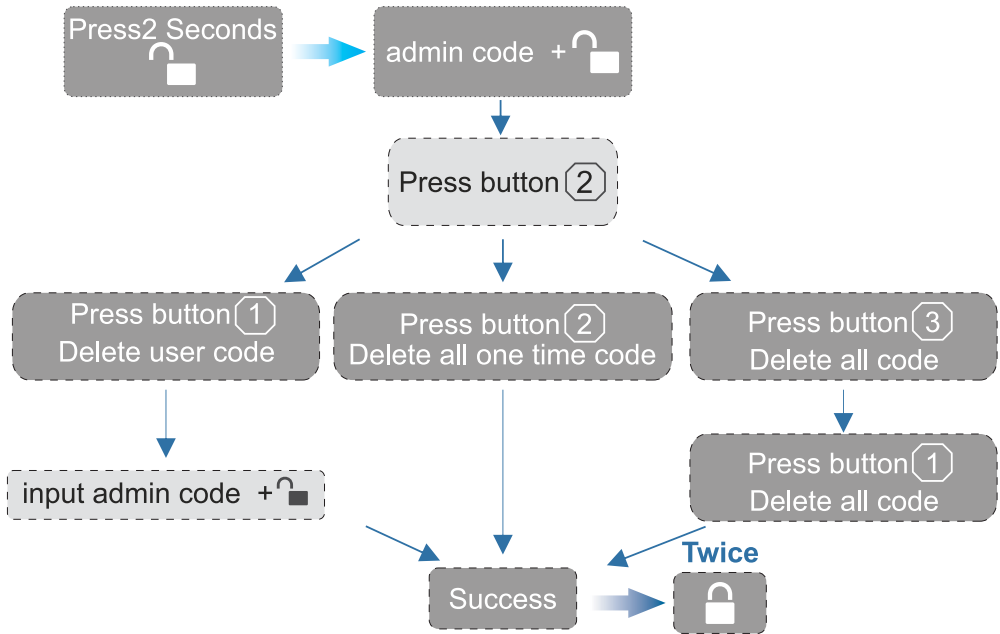 Press2 Seconds
admin code +
Press button 2
Press button 1
Delete user code
Press button 2
Delete all one time code
Press button 3
Delete all code
input admin code +
Press button 1
Delete all code
Success
Twice